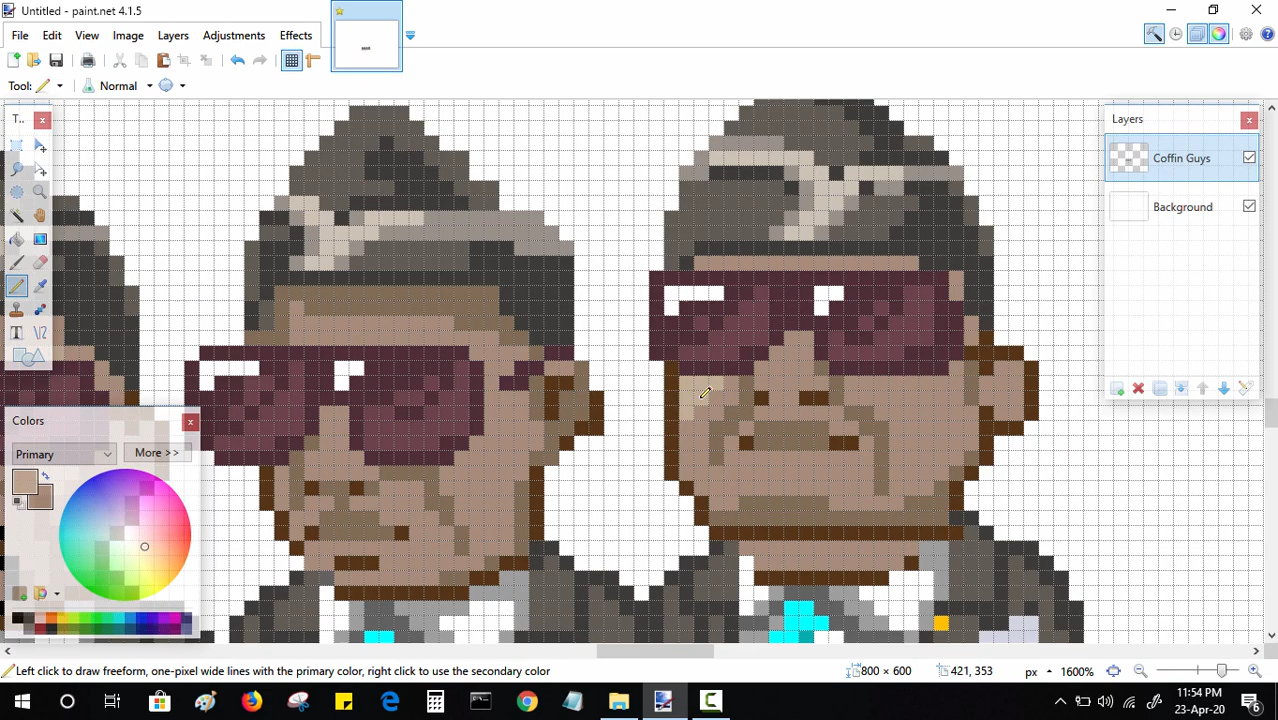 Untitled - paint.net 4.1.5
File Edit View Image Layers Adjustments Effects
Tool: Normal
T..
Layers
Coffin Guys
Background
Colors
Primary
More >>
Left click to draw freeform, one-pixel wide lines with the primary color, right click to use the secondary color
800 × 600
421, 353
px
1600%
11:54 PM
23-Apr-20
6